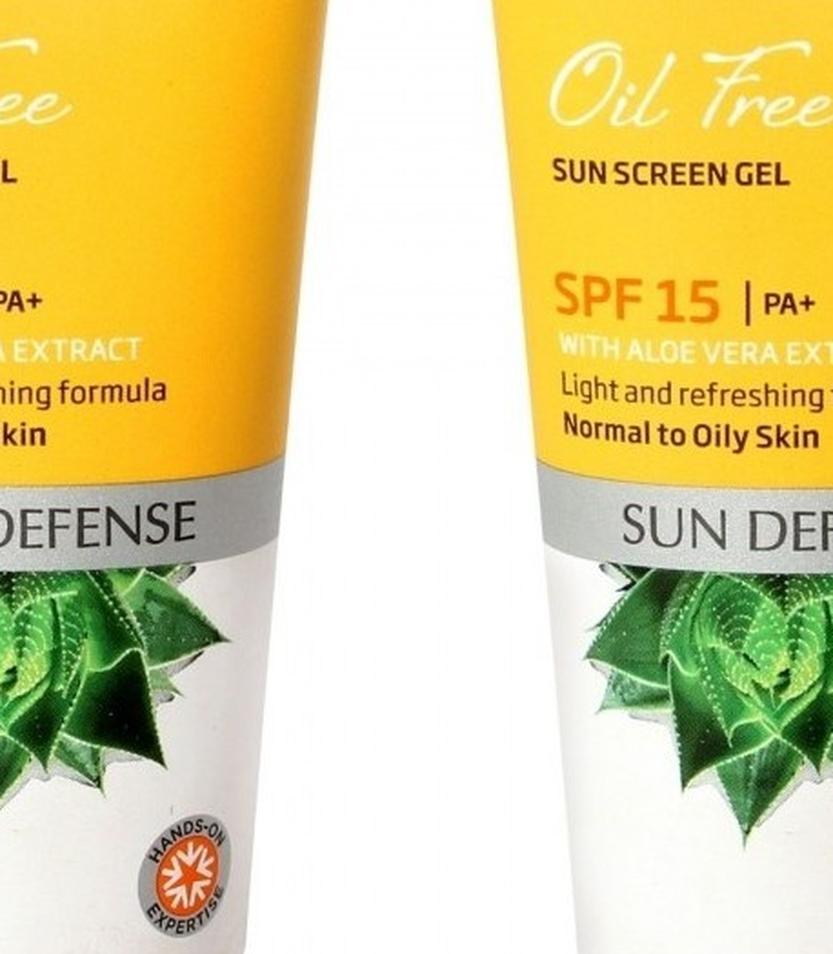 ee
L
PA+
A EXTRACT
hing formula
kin
DEFENSE
HANDS-ON
EXPERTISE
Oil Free
SUN SCREEN GEL
SPF 15 | PA+
WITH ALOE VERA EXT
Light and refreshing
Normal to Oily Skin
SUN DEF